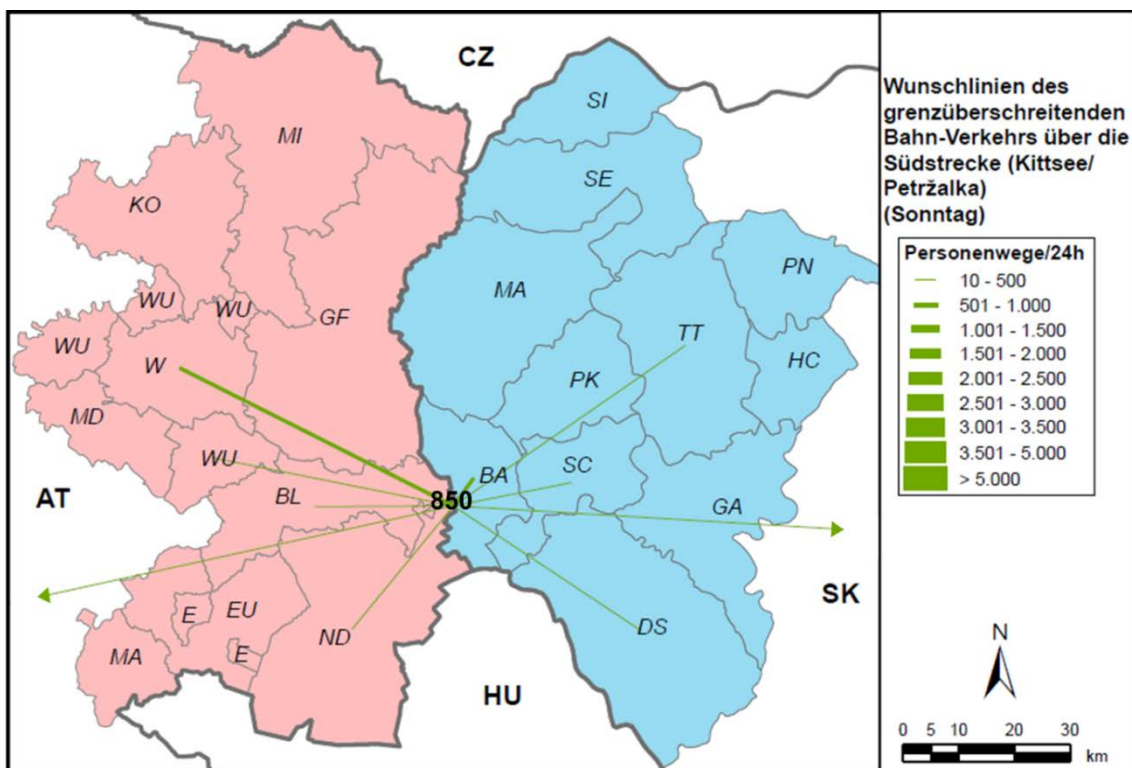 CZ
SI
MI
SE
KO
PN
MA
WU
WU
GF
TT
WU
W
HC
PK
MD
WU
SC
BA
AT
BL
850
GA
SK
E
EU
ND
DS
E
MA
HU
Wunschlinien des
grenzüberschreitenden
Bahn-Verkehrs über die
Südstrecke (Kittsee/
Petržalka)
(Sonntag)
Personenwege/24h
10 - 500
501 - 1.000
1.001 - 1.500
1.501 - 2.000
2.001 - 2.500
2.501 - 3.000
3.001 - 3.500
3.501 - 5.000
> 5.000
N
0 5 10 20 30
km